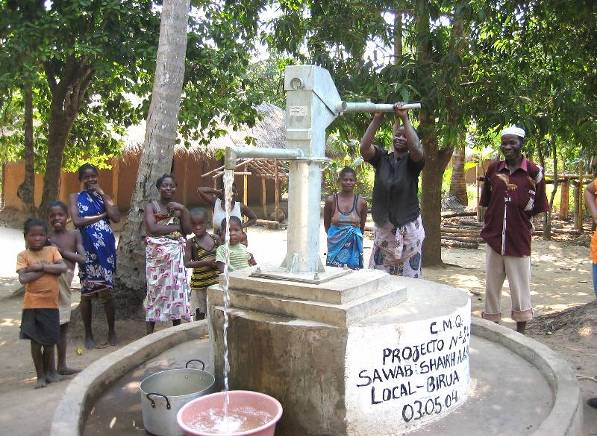 C.M.Q.
PROJECTO Nº
SAWAB: SHAIKH
LOCAL-BIRUA
03.05.04